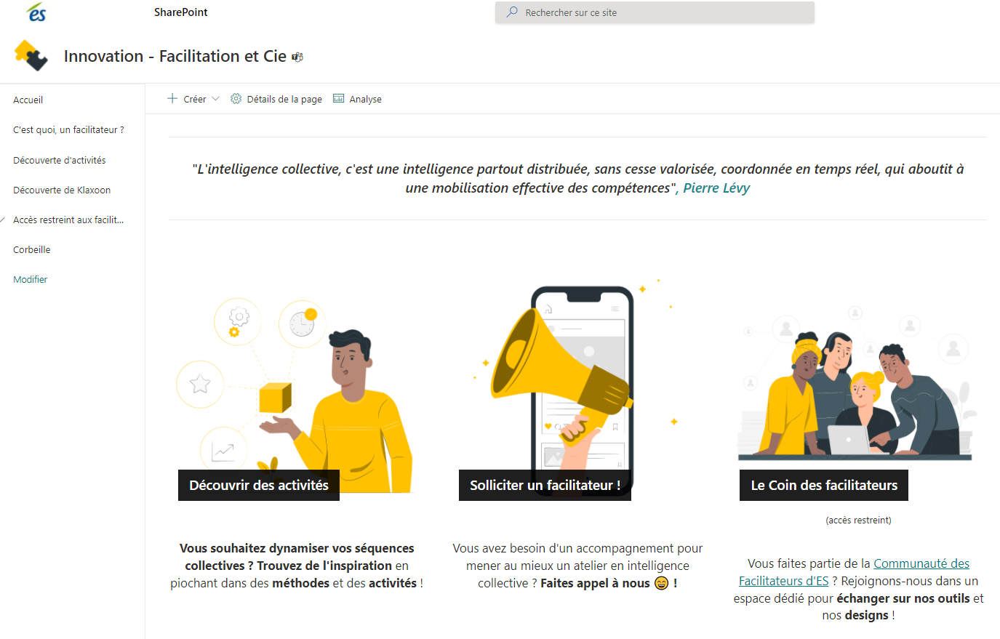 és
SharePoint
Rechercher sur ce site
Innovation - Facilitation et Cie
Accueil
C'est quoi, un facilitateur ?
Découverte d'activités
Découverte de Klaxoon
Accès restreint aux facilit...
Corbeille
Modifier
Créer
Détails de la page
Analyse
"L'intelligence collective, c'est une intelligence partout distribuée, sans cesse valorisée, coordonnée en temps réel, qui aboutit à
une mobilisation effective des compétences", Pierre Lévy
Découvrir des activités
Vous souhaitez dynamiser vos séquences
collectives ? Trouvez de l'inspiration en
piochant dans des méthodes et des activités !
Solliciter un facilitateur !
Vous avez besoin d'un accompagnement pour
mener au mieux un atelier en intelligence
collective ? Faites appel à nous 😄 !
Le Coin des facilitateurs
(accès restreint)
Vous faites partie de la Communauté des
Facilitateurs d'ES ? Rejoignons-nous dans un
espace dédié pour échanger sur nos outils et
nos designs !